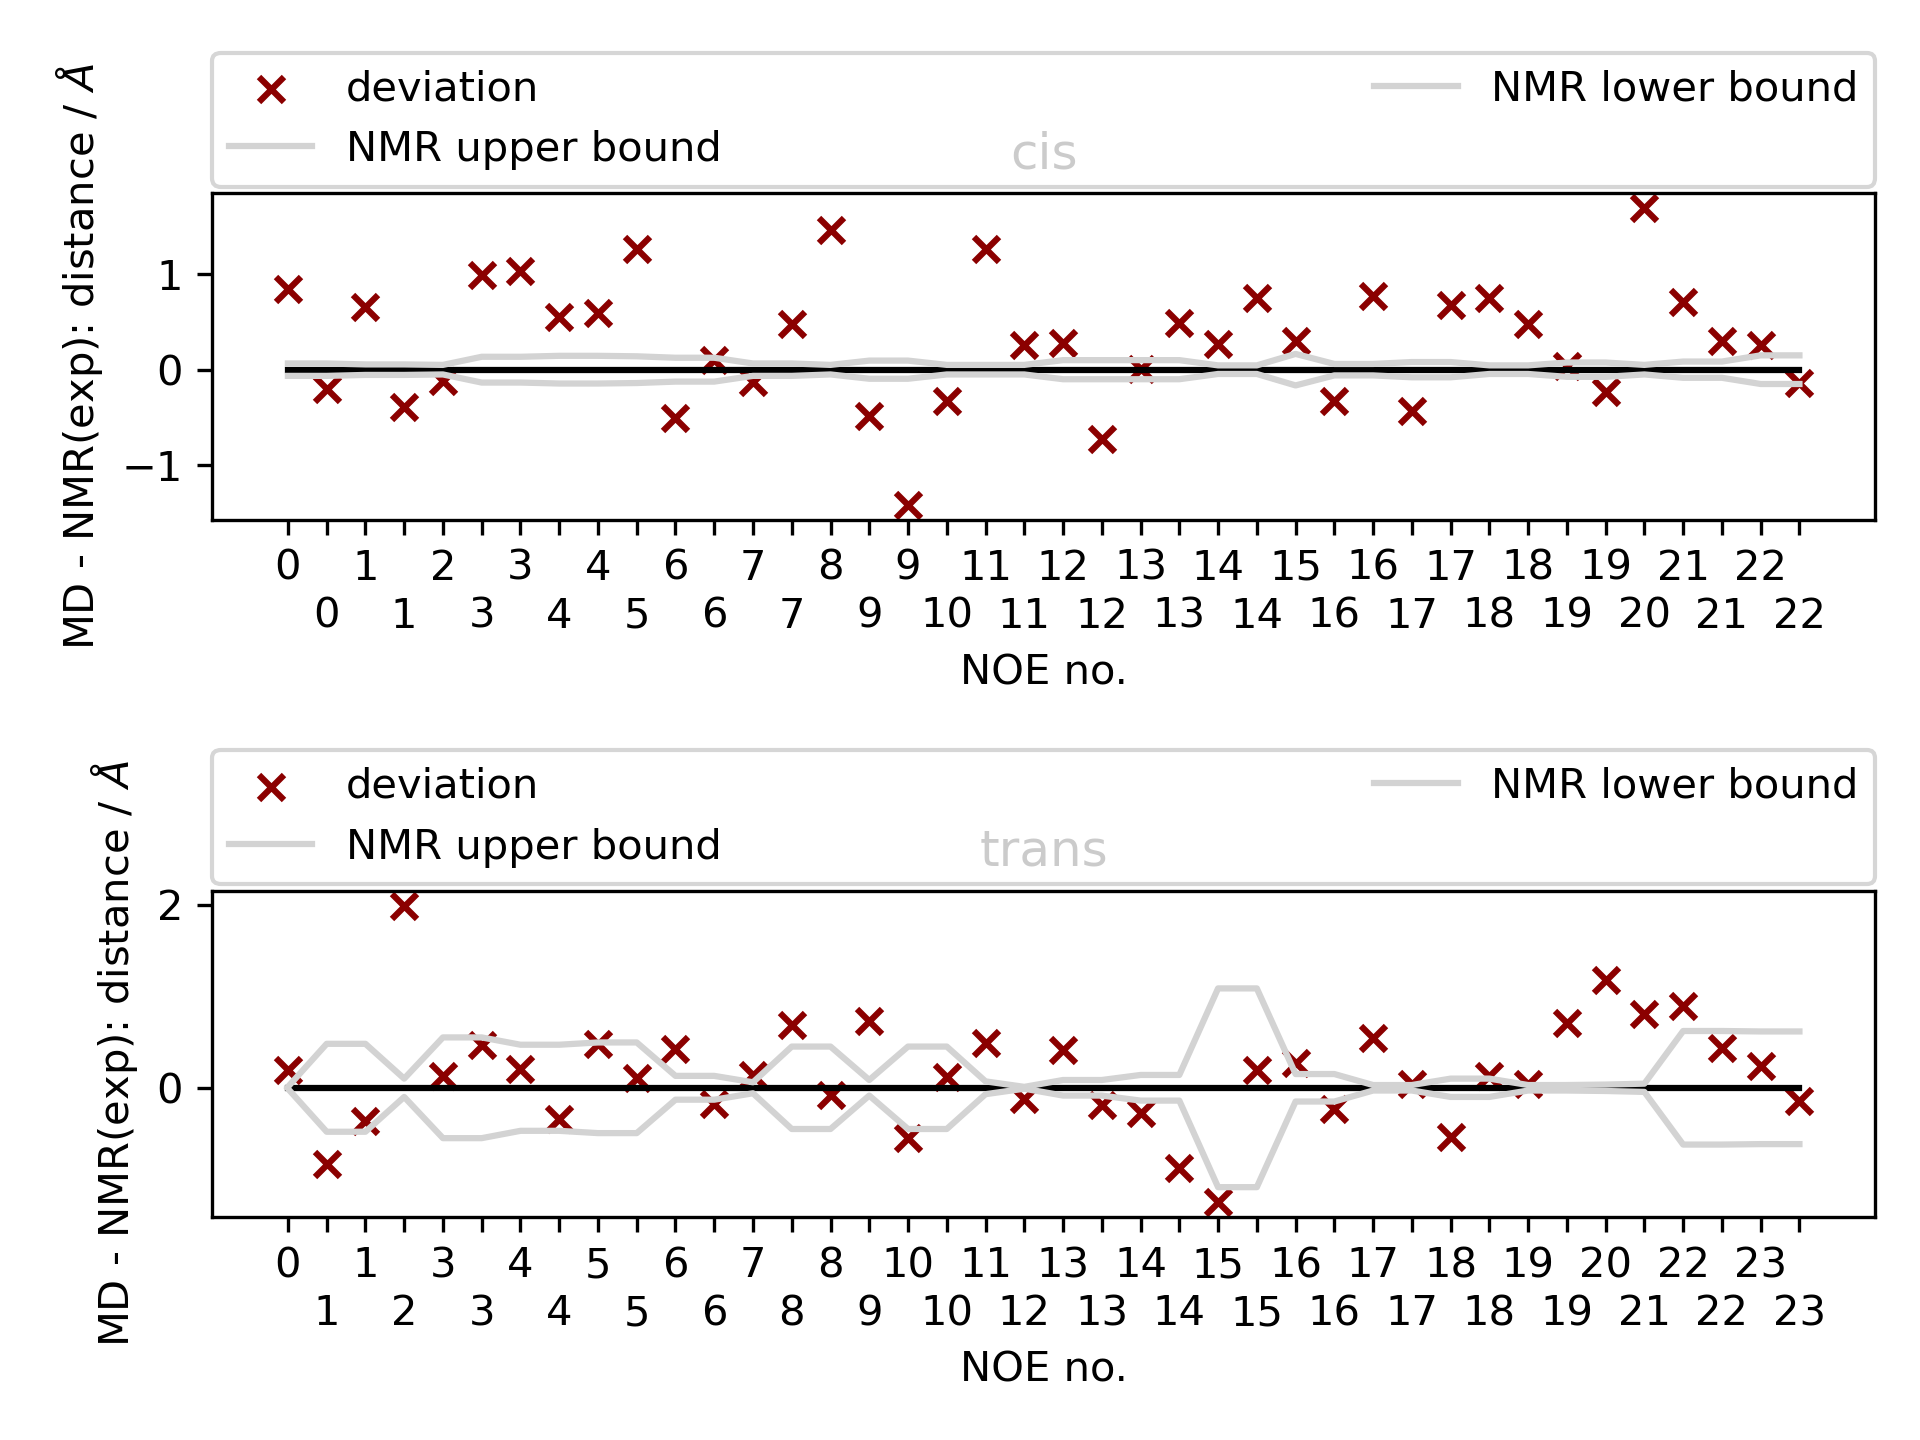 MD - NMR(exp): distance / Å
deviation
NMR upper bound
NMR lower bound
cis
1
0
−1
0 1 2 3 4 6 7 8 9 11 12 13 14 15 16 17 18 19 21 22
0 1 3 4 5 6 7 9 10 11 12 13 14 16 17 18 19 20 21 22
NOE no.
MD - NMR(exp): distance / Å
deviation
NMR upper bound
NMR lower bound
trans
2
0
0 1 3 4 5 6 7 8 10 11 13 14 15 16 17 18 19 20 22 23
1 2 3 4 5 6 8 9 10 12 13 14 15 16 17 18 19 21 22 23
NOE no.